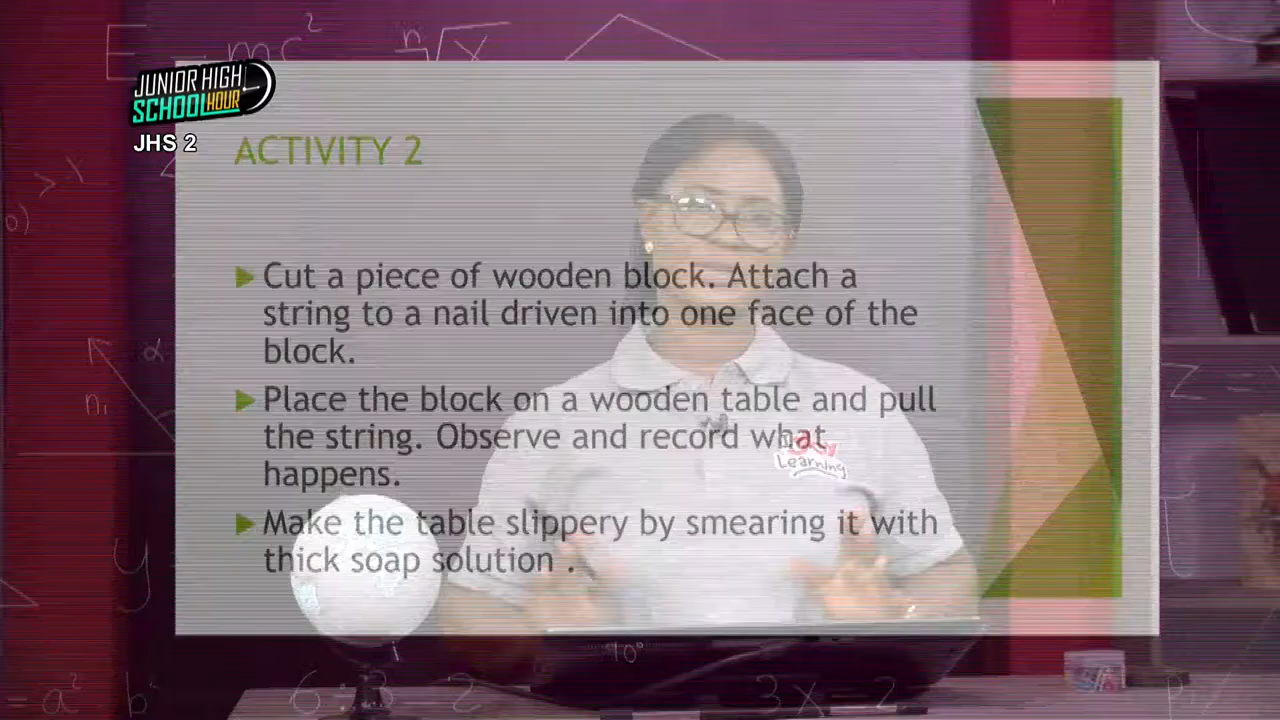 E = mc²
n√x
JUNIOR HIGH
SCHOOL HOUR
JHS 2
ACTIVITY 2
Cut a piece of wooden block. Attach a
string to a nail driven into one face of the
block.
Place the block on a wooden table and pull
the string. Observe and record what
happens.
Learning
Make the table slippery by smearing it with
thick soap solution .